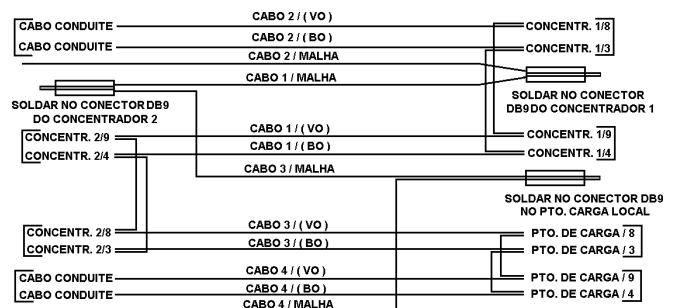 CABO 2 / ( VO )
CABO CONDUITE
CONCENTR. 1/8
CABO 2 / ( BO )
CABO CONDUITE
CONCENTR. 1/3
CABO 2 / MALHA
CABO 1 / MALHA
SOLDAR NO CONECTOR
DB9 DO CONCENTRADOR 1
SOLDAR NO CONECTOR DB9
DO CONCENTRADOR 2
CABO 1 / ( VO )
CONCENTR. 2/9
CONCENTR. 1/9
CABO 1 / ( BO )
CONCENTR. 2/4
CONCENTR. 1/4
CABO 3 / MALHA
SOLDAR NO CONECTOR DB9
NO PTO. CARGA LOCAL
CABO 3 / ( VO )
CONCENTR. 2/8
PTO. DE CARGA / 8
CABO 3 / ( BO )
CONCENTR. 2/3
PTO. DE CARGA / 3
CABO 4 / ( VO )
CABO CONDUITE
PTO. DE CARGA / 9
CABO 4 / ( BO )
CABO CONDUITE
PTO. DE CARGA / 4
CABO 4 / MALHA